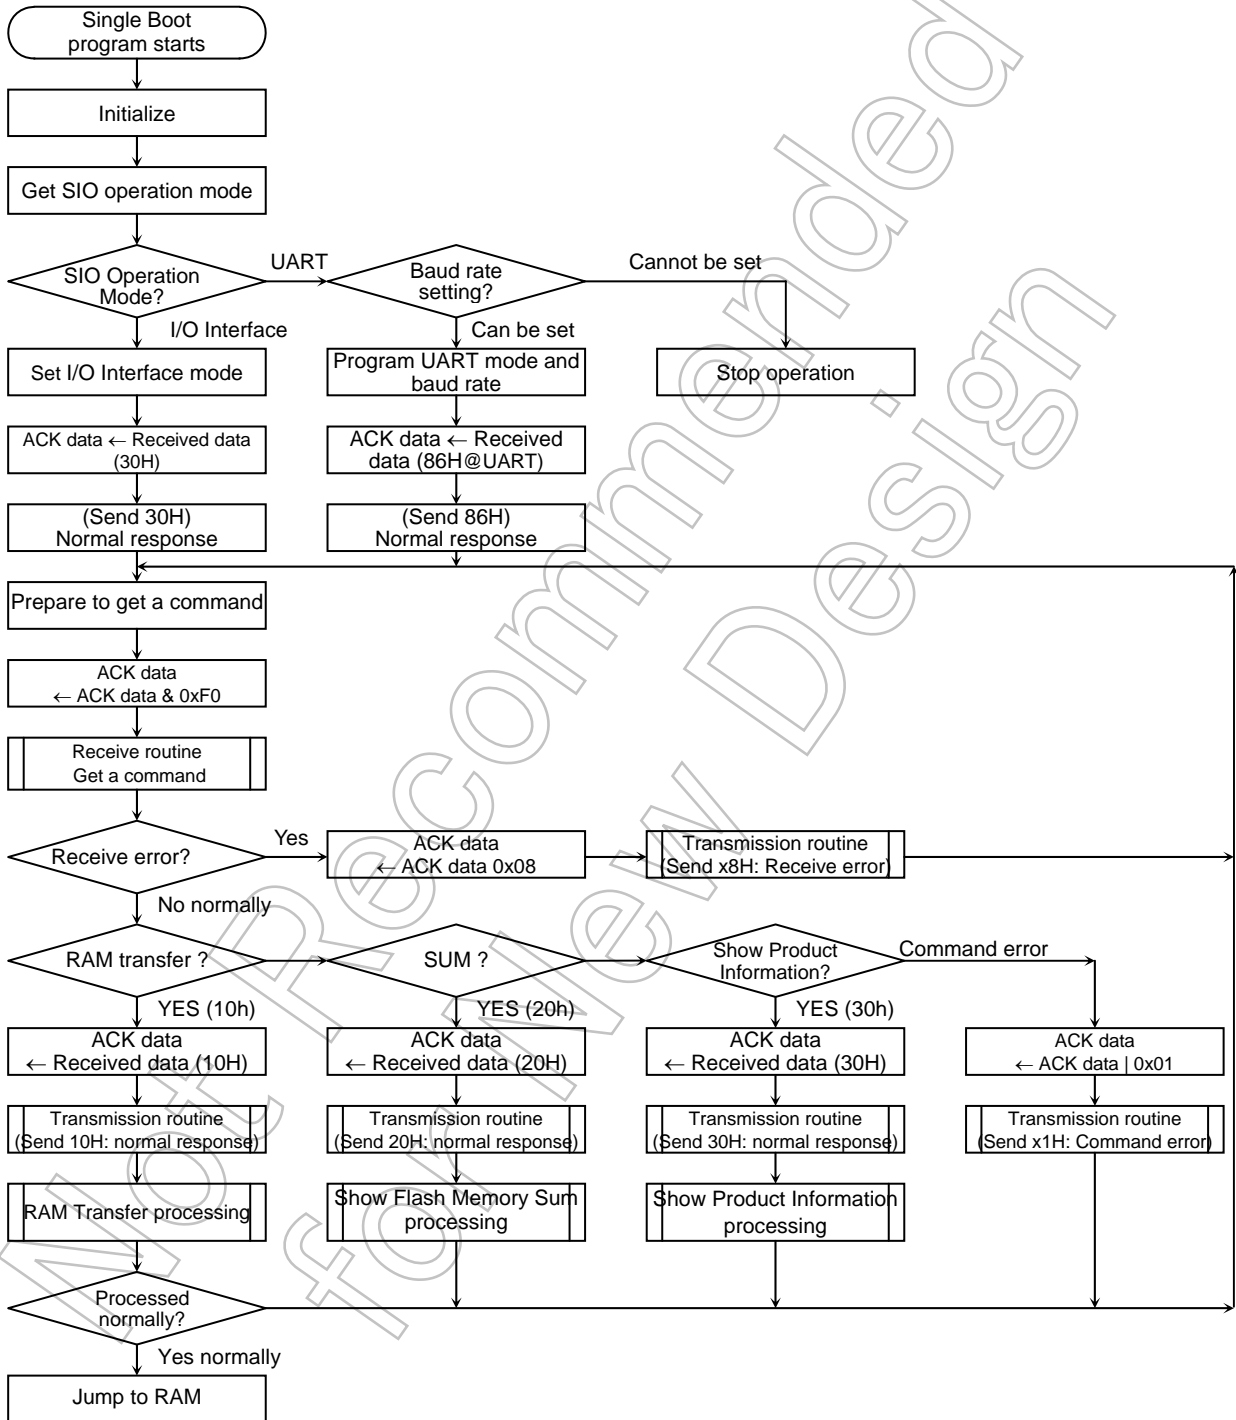 Single Boot
program starts
Initialize
Get SIO operation mode
SIO Operation
Mode?
UART
Baud rate
setting?
Cannot be set
I/O Interface
Can be set
Set I/O Interface mode
Program UART mode and
baud rate
Stop operation
ACK data ← Received data
(30H)
ACK data ← Received
data (86H@UART)
(Send 30H)
Normal response
(Send 86H)
Normal response
Prepare to get a command
ACK data
← ACK data & 0xF0
Receive routine
Get a command
Receive error?
Yes
ACK data
← ACK data 0x08
Transmission routine
(Send x8H: Receive error)
No normally
RAM transfer ?
SUM ?
Show Product
Information?
Command error
YES (10h)
YES (20h)
YES (30h)
ACK data
← Received data (10H)
ACK data
← Received data (20H)
ACK data
← Received data (30H)
ACK data
← ACK data | 0x01
Transmission routine
(Send 10H: normal response)
Transmission routine
(Send 20H: normal response)
Transmission routine
(Send 30H: normal response)
Transmission routine
(Send x1H: Command error)
RAM Transfer processing
Show Flash Memory Sum
processing
Show Product Information
processing
Processed
normally?
Yes normally
Jump to RAM
Not Recommended
for New Design